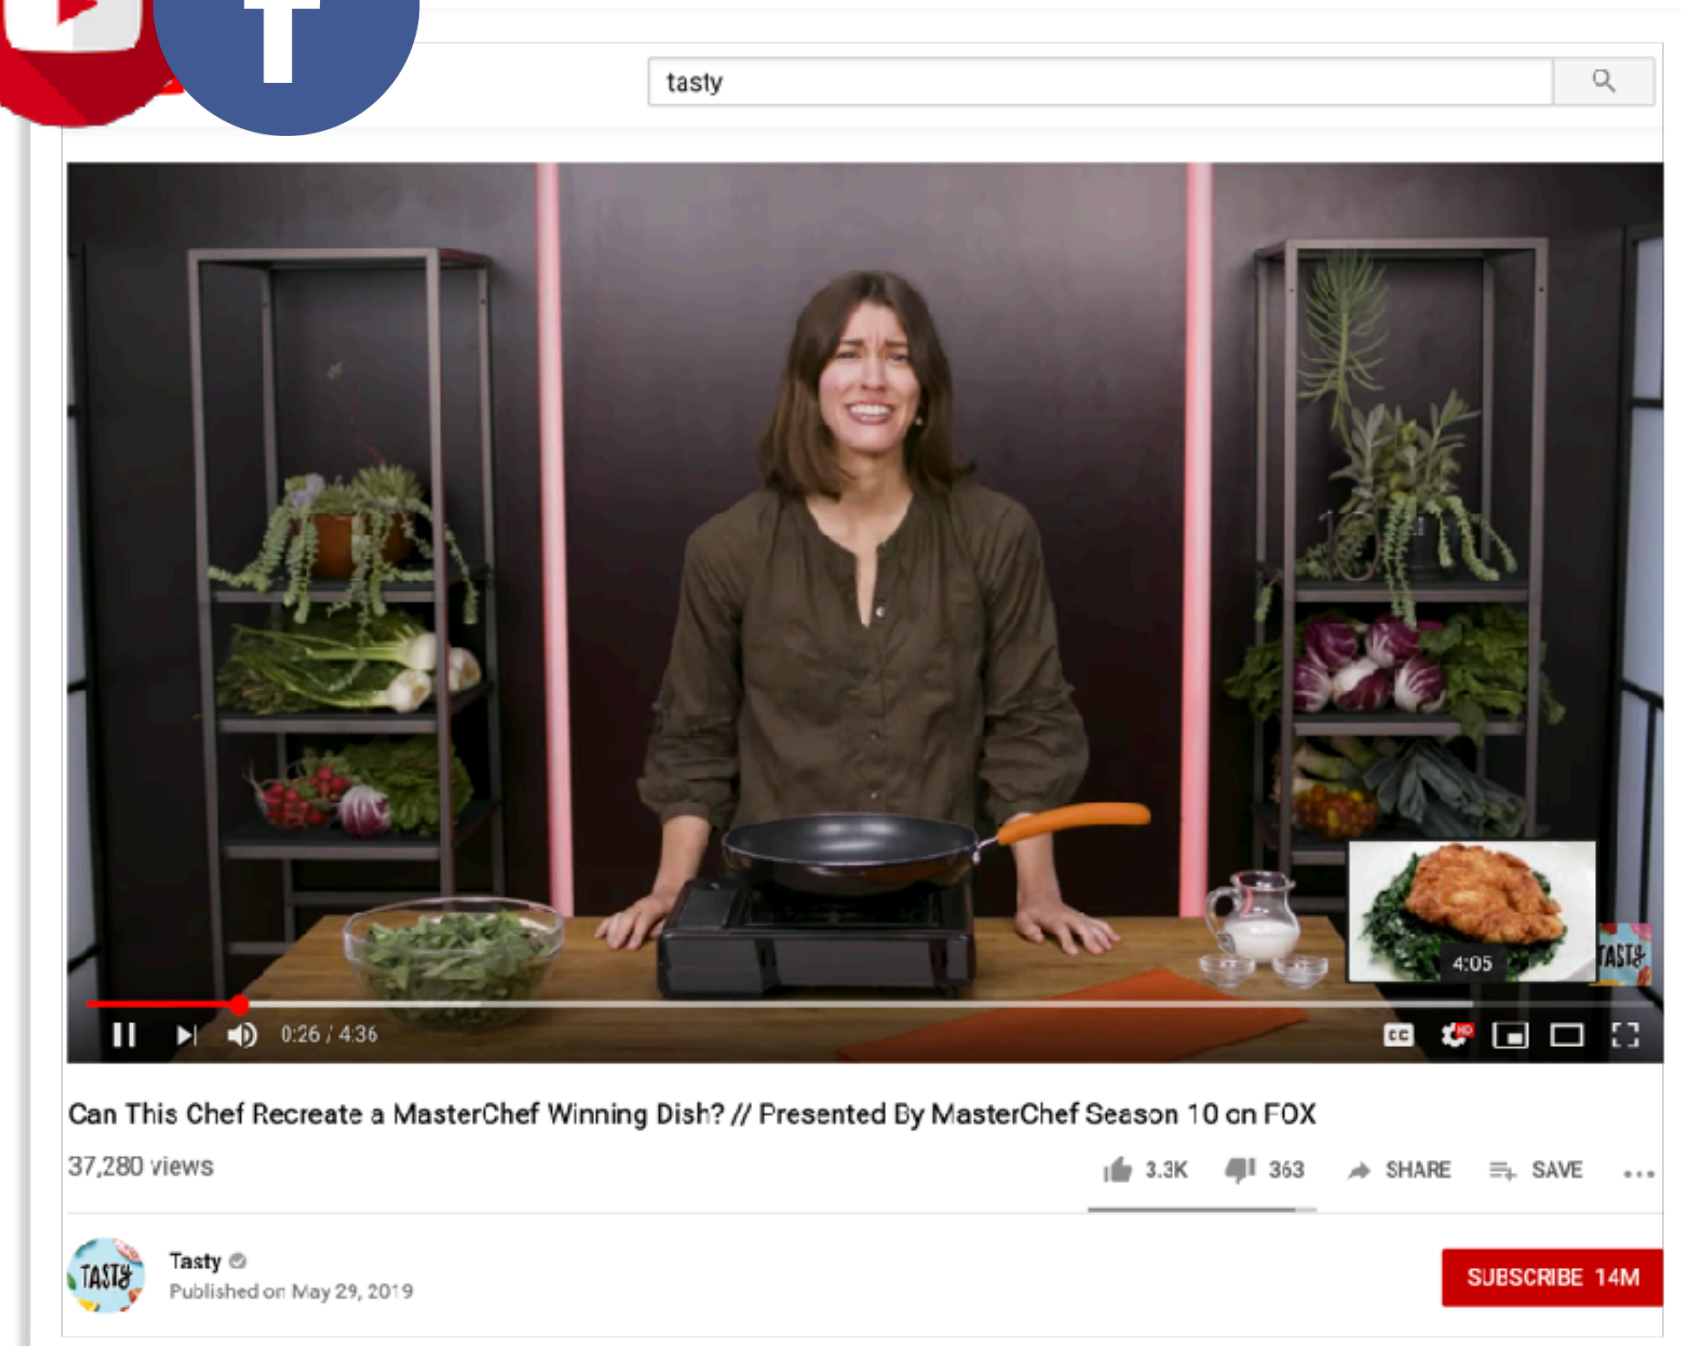 f
tasty
4:05
TASTY
0:26 / 4:36
CC
HD
Can This Chef Recreate a MasterChef Winning Dish? // Presented By MasterChef Season 10 on FOX
37,280 views
3.3K 363 SHARE SAVE
TASTY
Tasty
Published on May 29, 2019
SUBSCRIBE 14M